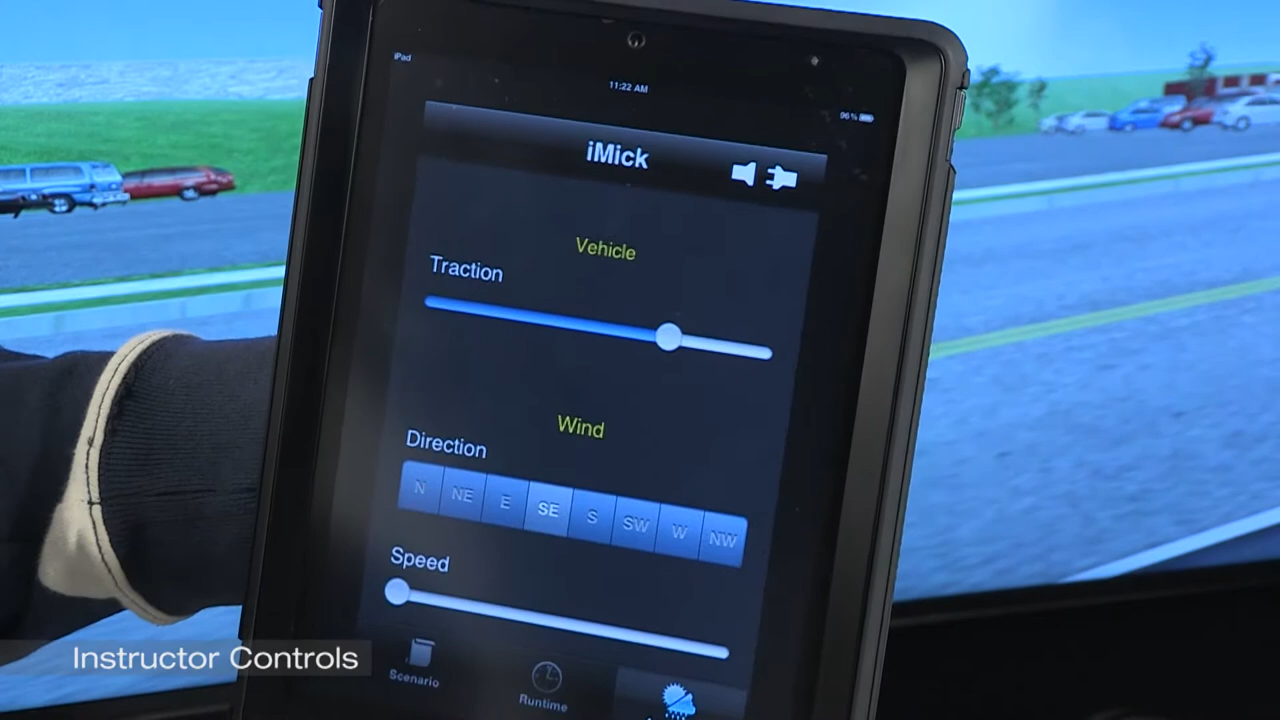 iPad
11:22 AM
96%
iMick
Vehicle
Traction
Wind
Direction
N NE E SE S SW W NW
Speed
Scenario
Runtime
Instructor Controls